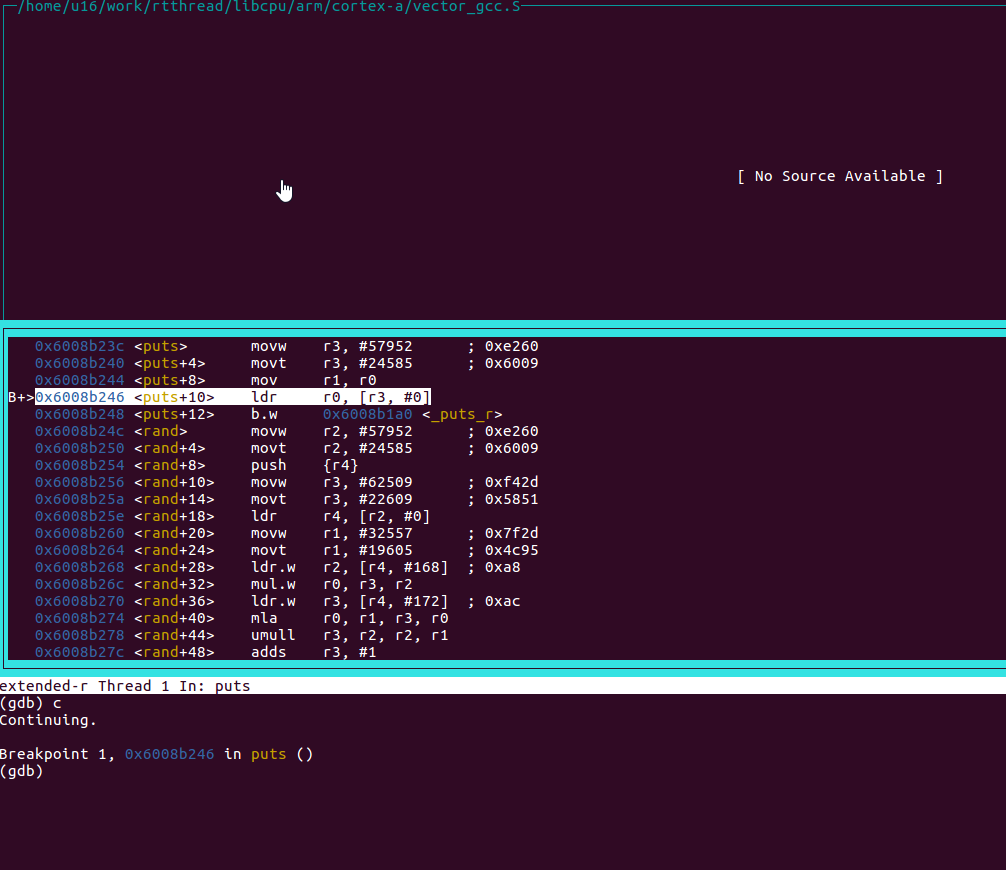 /home/u16/work/rtthread/libcpu/arm/cortex-a/vector_gcc.S
[ No Source Available ]
0x6008b23c <puts> movw r3, #57952 ; 0xe260
0x6008b240 <puts+4> movt r3, #24585 ; 0x6009
0x6008b244 <puts+8> mov r1, r0
B+>0x6008b246 <puts+10> ldr r0, [r3, #0]
0x6008b248 <puts+12> b.w 0x6008b1a0 <_puts_r>
0x6008b24c <rand> movw r2, #57952 ; 0xe260
0x6008b250 <rand+4> movt r2, #24585 ; 0x6009
0x6008b254 <rand+8> push {r4}
0x6008b256 <rand+10> movw r3, #62509 ; 0xf42d
0x6008b25a <rand+14> movt r3, #22609 ; 0x5851
0x6008b25e <rand+18> ldr r4, [r2, #0]
0x6008b260 <rand+20> movw r1, #32557 ; 0x7f2d
0x6008b264 <rand+24> movt r1, #19605 ; 0x4c95
0x6008b268 <rand+28> ldr.w r2, [r4, #168] ; 0xa8
0x6008b26c <rand+32> mul.w r0, r3, r2
0x6008b270 <rand+36> ldr.w r3, [r4, #172] ; 0xac
0x6008b274 <rand+40> mla r0, r1, r3, r0
0x6008b278 <rand+44> umull r3, r2, r2, r1
0x6008b27c <rand+48> adds r3, #1
extended-r Thread 1 In: puts
(gdb) c
Continuing.
Breakpoint 1, 0x6008b246 in puts ()
(gdb)